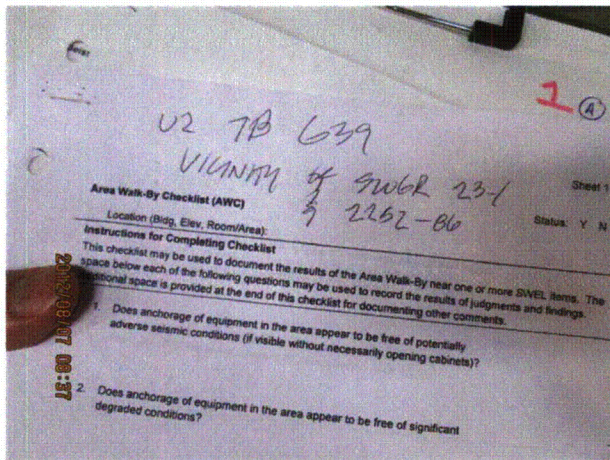 1 A
U2 TB 639
VICINITY of SWGR 23-1
& 2252-86
Sheet 1
Area Walk-By Checklist (AWC)
Status: Y N
Location (Bldg, Elev, Room/Area):
Instructions for Completing Checklist
This checklist may be used to document the results of the Area Walk-By near one or more SWEL items. The
space below each of the following questions may be used to record the results of judgments and findings.
additional space is provided at the end of this checklist for documenting other comments.
1. Does anchorage of equipment in the area appear to be free of potentially
adverse seismic conditions (if visible without necessarily opening cabinets)?
2. Does anchorage of equipment in the area appear to be free of significant
degraded conditions?
2012/08/07 08:37